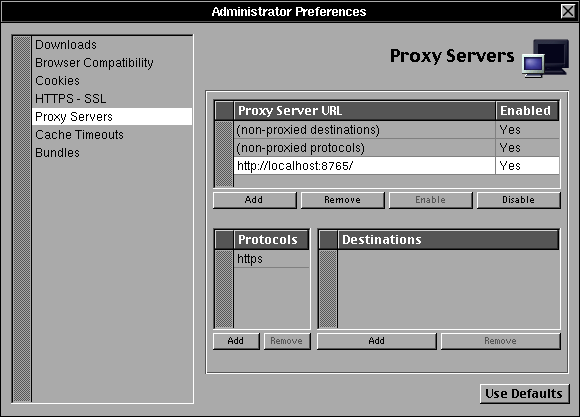 Administrator Preferences
Downloads
Browser Compatibility
Cookies
HTTPS - SSL
Proxy Servers
Cache Timeouts
Bundles
Proxy Servers
Proxy Server URL Enabled
(non-proxied destinations) Yes
(non-proxied protocols) Yes
http://localhost:8765/ Yes
Add Remove Enable Disable
Protocols Destinations
https
Add Remove Add Remove
Use Defaults